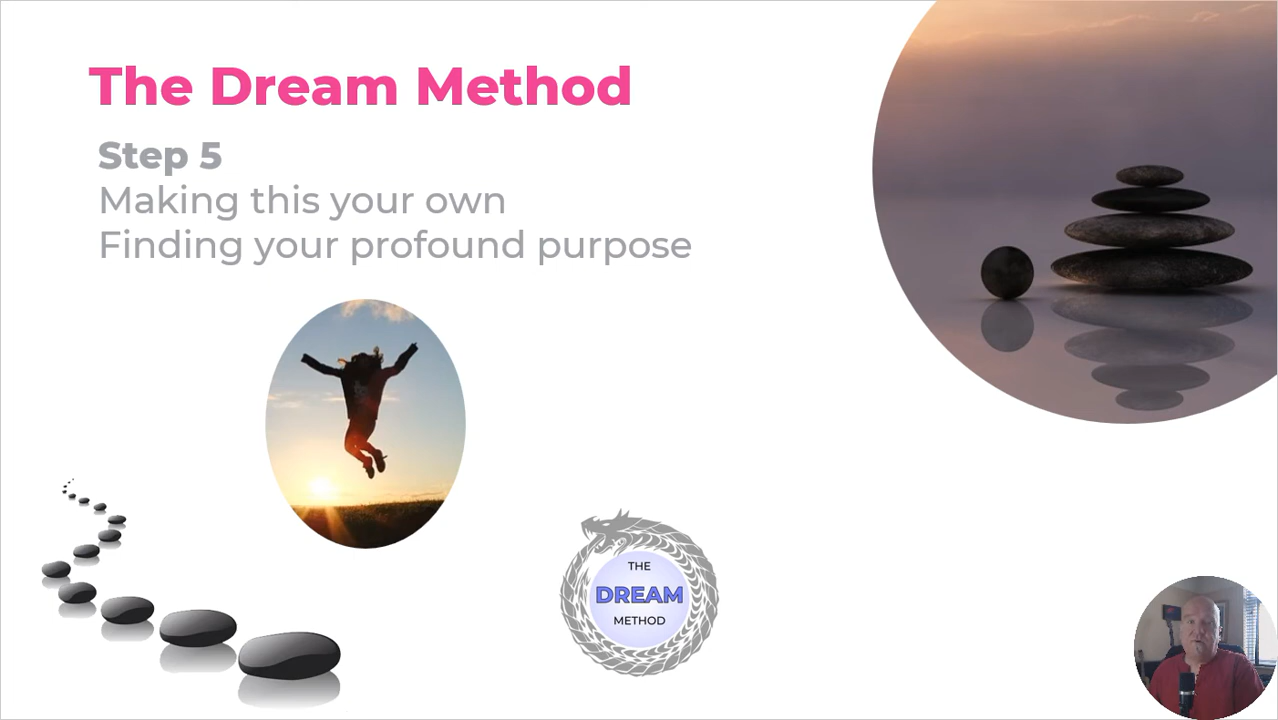 The Dream Method
Step 5
Making this your own
Finding your profound purpose
THE
DREAM
METHOD